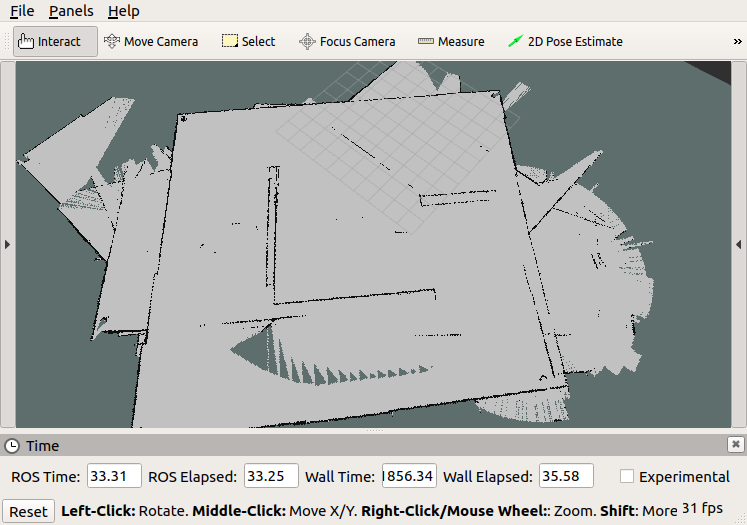 File Panels Help
Interact Move Camera Select Focus Camera Measure 2D Pose Estimate »
Time
ROS Time: 33.31 ROS Elapsed: 33.25 Wall Time: 856.34 Wall Elapsed: 35.58 Experimental
Reset Left-Click: Rotate. Middle-Click: Move X/Y. Right-Click/Mouse Wheel:: Zoom. Shift: More 31 fps